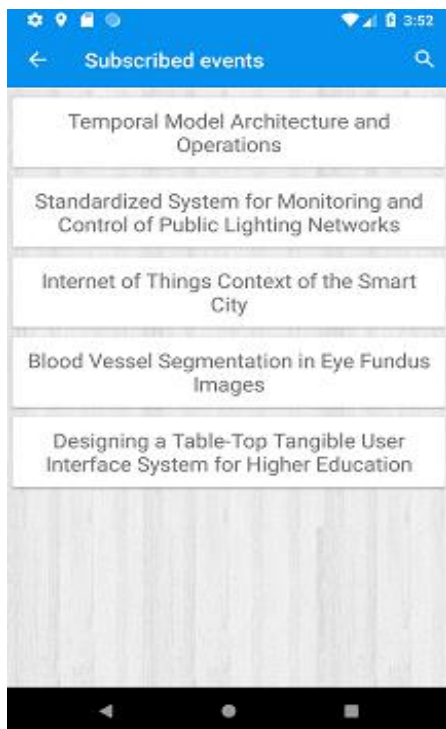 3:52
Subscribed events
Temporal Model Architecture and
Operations
Standardized System for Monitoring and
Control of Public Lighting Networks
Internet of Things Context of the Smart
City
Blood Vessel Segmentation in Eye Fundus
Images
Designing a Table-Top Tangible User
Interface System for Higher Education